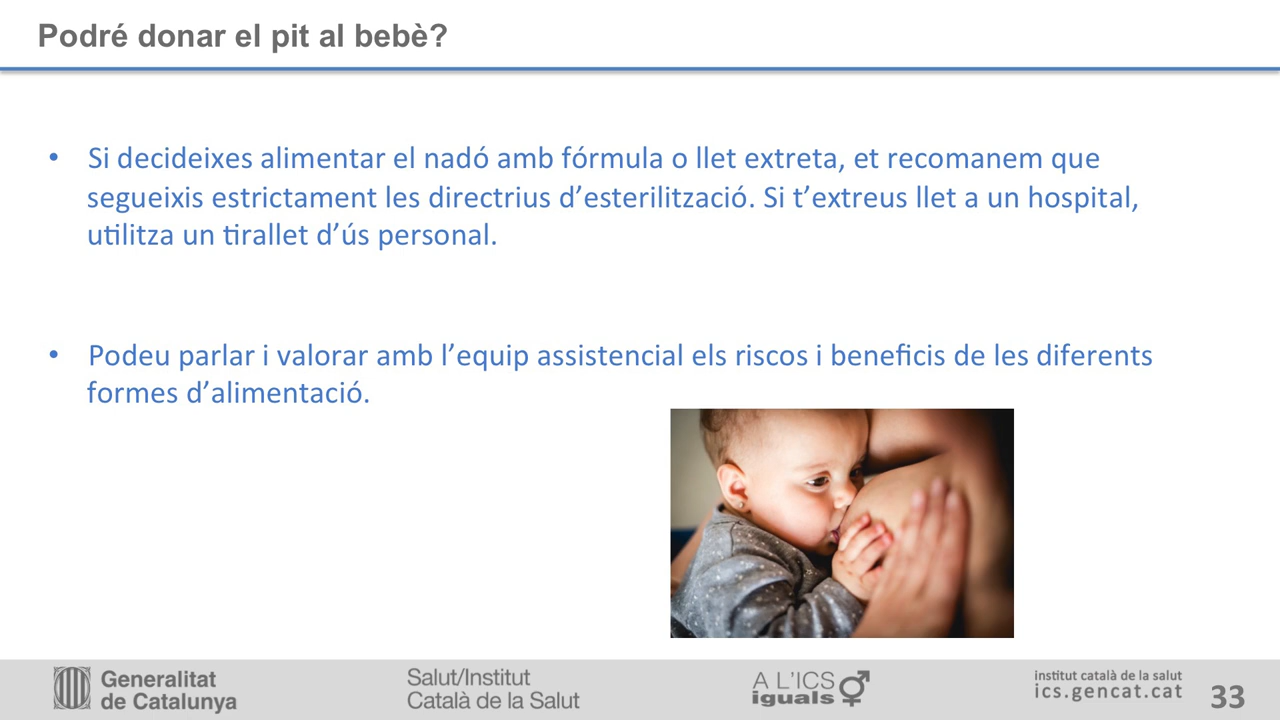 Podré donar el pit al bebè?
• Si decideixes alimentar el nadó amb fórmula o llet extreta, et recomanem que
segueixis estrictament les directrius d’esterilització. Si t’extreus llet a un hospital,
utilitza un tirallet d’ús personal.
• Podeu parlar i valorar amb l’equip assistencial els riscos i beneficis de les diferents
formes d’alimentació.
Generalitat
de Catalunya
Salut/Institut
Català de la Salut
A L'ICS
iguals
institut català de la salut
ics.gencat.cat
33